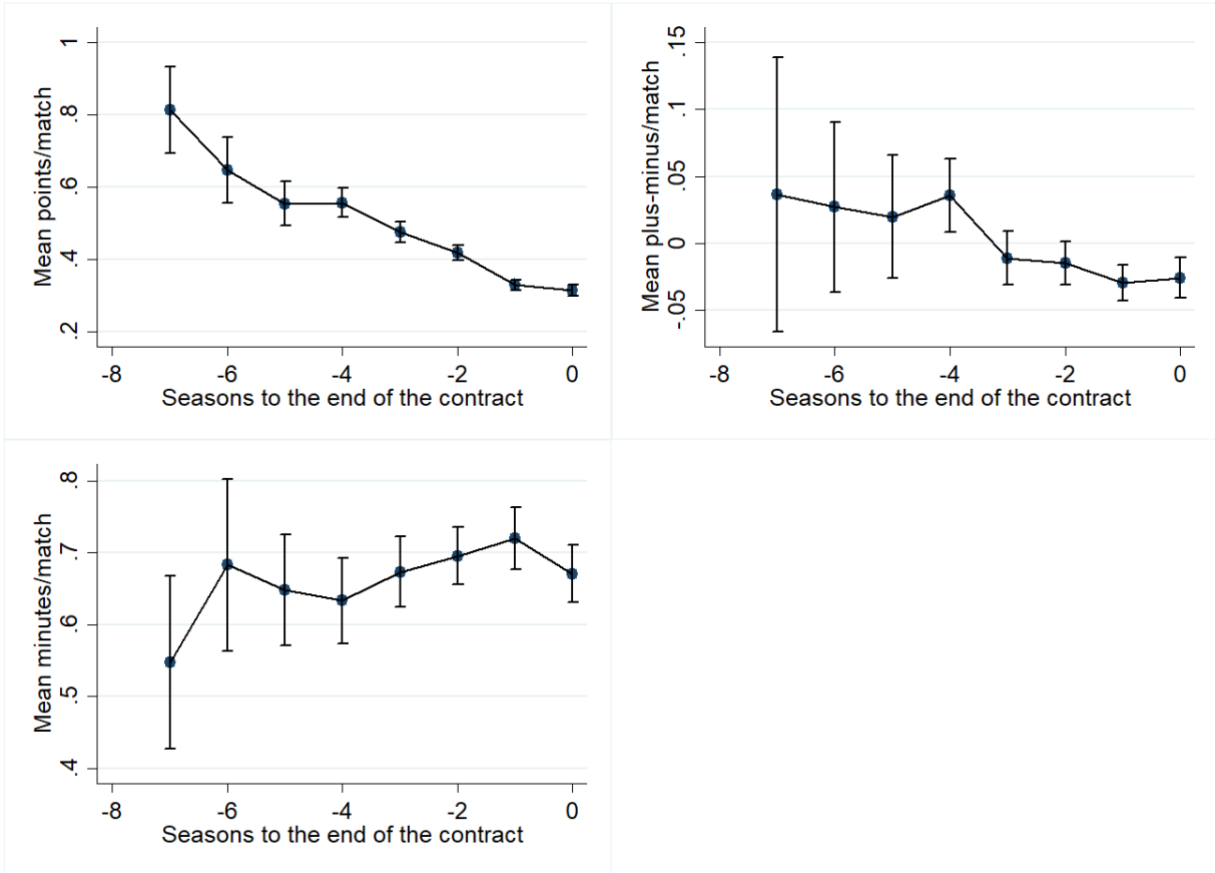 Mean points/match
1
.8
.6
.4
.2
-8 -6 -4 -2 0
Seasons to the end of the contract
Mean plus-minus/match
.15
.1
.05
0
-.05
-8 -6 -4 -2 0
Seasons to the end of the contract
Mean minutes/match
.8
.7
.6
.5
.4
-8 -6 -4 -2 0
Seasons to the end of the contract